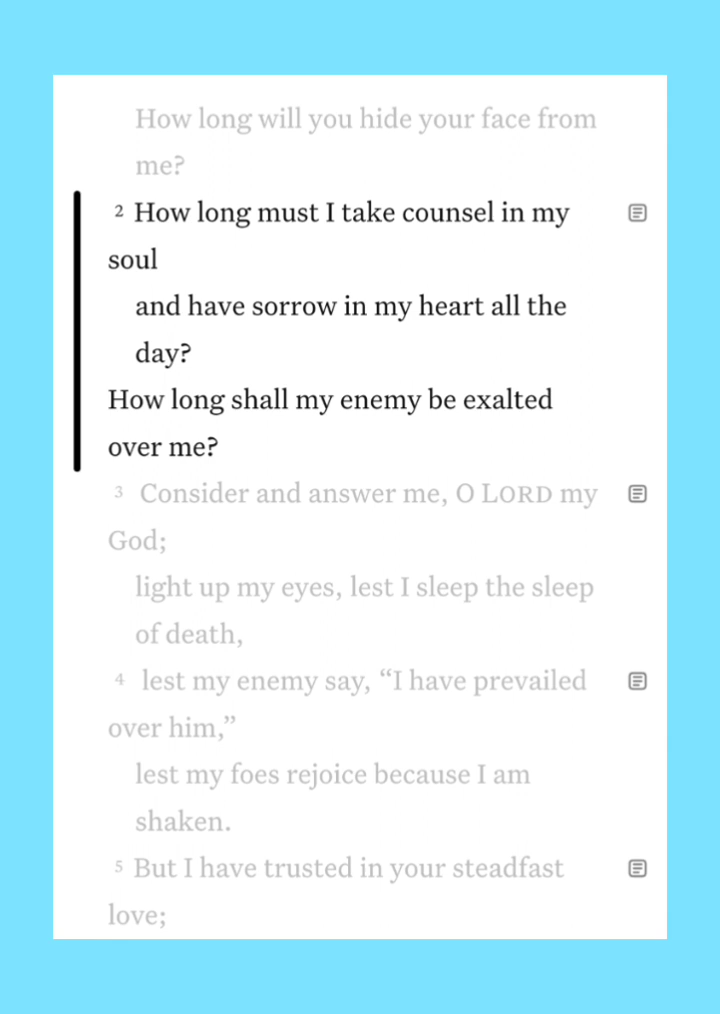 How long will you hide your face from
me?
2 How long must I take counsel in my
soul
and have sorrow in my heart all the
day?
How long shall my enemy be exalted
over me?
3 Consider and answer me, O LORD my
God;
light up my eyes, lest I sleep the sleep
of death,
4 lest my enemy say, “I have prevailed
over him,”
lest my foes rejoice because I am
shaken.
5 But I have trusted in your steadfast
love;